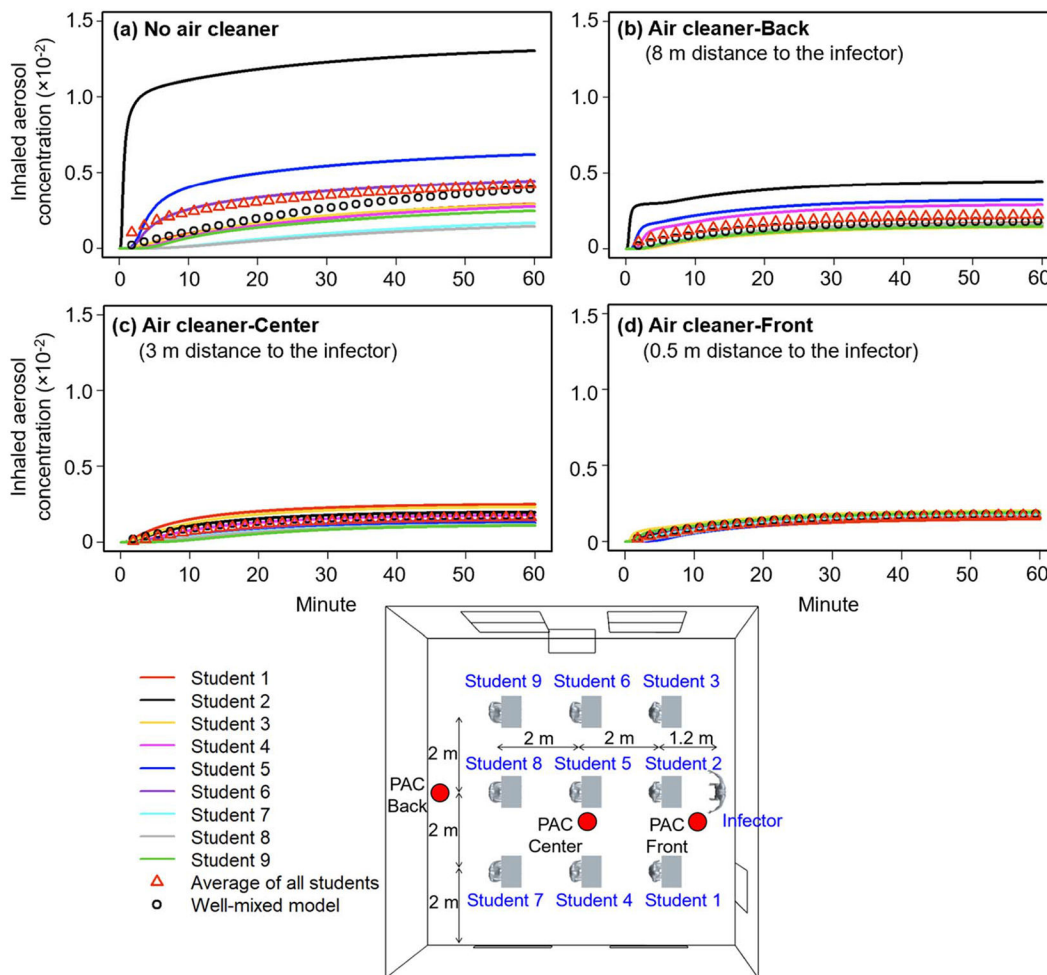 (a) No air cleaner
(b) Air cleaner-Back
(8 m distance to the infector)
Inhaled aerosol
concentration (×10⁻²)
1.5
1.0
0.5
0
0 10 20 30 40 50 60
1.5
1.0
0.5
0
0 10 20 30 40 50 60
(c) Air cleaner-Center
(3 m distance to the infector)
(d) Air cleaner-Front
(0.5 m distance to the infector)
Inhaled aerosol
concentration (×10⁻²)
1.5
1.0
0.5
0
0 10 20 30 40 50 60
1.5
1.0
0.5
0
0 10 20 30 40 50 60
Minute
Minute
Student 1
Student 2
Student 3
Student 4
Student 5
Student 6
Student 7
Student 8
Student 9
Average of all students
Well-mixed model
Student 9 Student 6 Student 3
2 m 2 m 1.2 m
2 m
Student 8 Student 5 Student 2
PAC
Back
Infector
PAC
Center
PAC
Front
2 m
2 m
Student 7 Student 4 Student 1